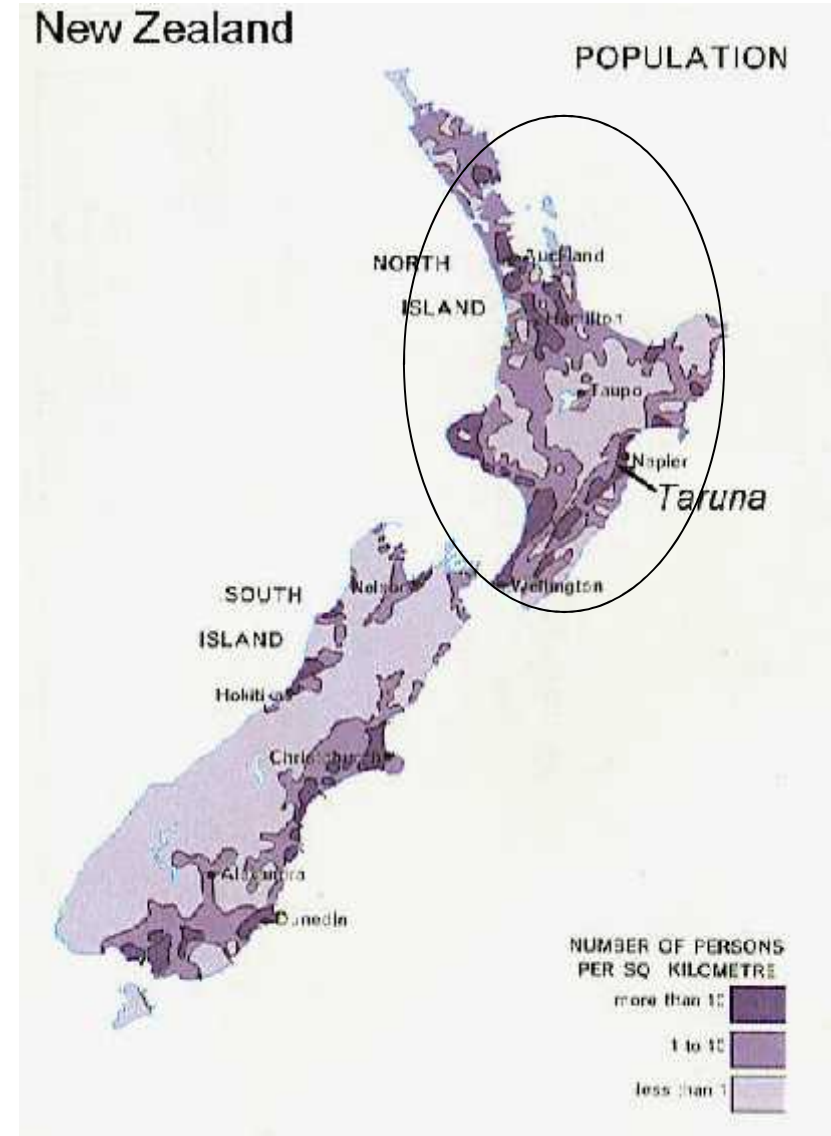 New Zealand
POPULATION
NORTH
ISLAND
Auckland
Hamilton
Taupo
Napier
Taruna
Wellington
SOUTH
ISLAND
Nelson
Hokitika
Christchurch
Alexandra
Dunedin
NUMBER OF PERSONS
PER SQ KILOMETRE
more than 10
1 to 10
less than 1